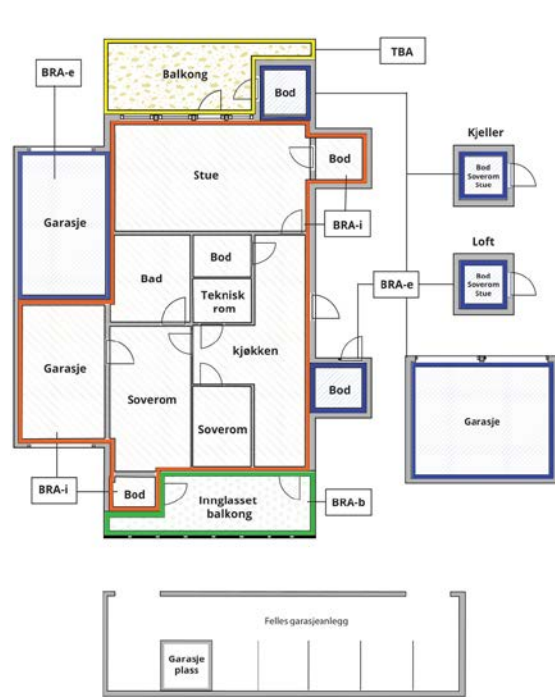 TBA
BRA-e
Balkong
Bod
Kjeller
Bod
Soverom
Stue
Stue
Bod
BRA-i
Garasje
Loft
Bod
Soverom
Stue
Bad
Bod
Teknisk
rom
BRA-e
Garasje
kjøkken
Bod
Soverom
Soverom
Garasje
BRA-i
Bod
Innglasset
balkong
BRA-b
Felles garasjeanlegg
Garasje
plass